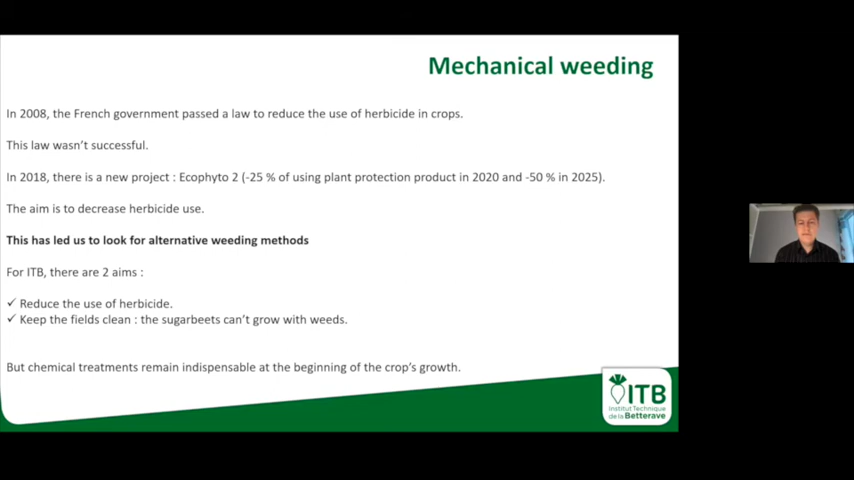 Mechanical weeding
In 2008, the French government passed a law to reduce the use of herbicide in crops.
This law wasn't successful.
In 2018, there is a new project : Ecophyto 2 (-25 % of using plant protection product in 2020 and -50 % in 2025).
The aim is to decrease herbicide use.
This has led us to look for alternative weeding methods
For ITB, there are 2 aims :
✓ Reduce the use of herbicide.
✓ Keep the fields clean : the sugarbeets can't grow with weeds.
But chemical treatments remain indispensable at the beginning of the crop's growth.
ITB
Institut Technique
de la Betterave